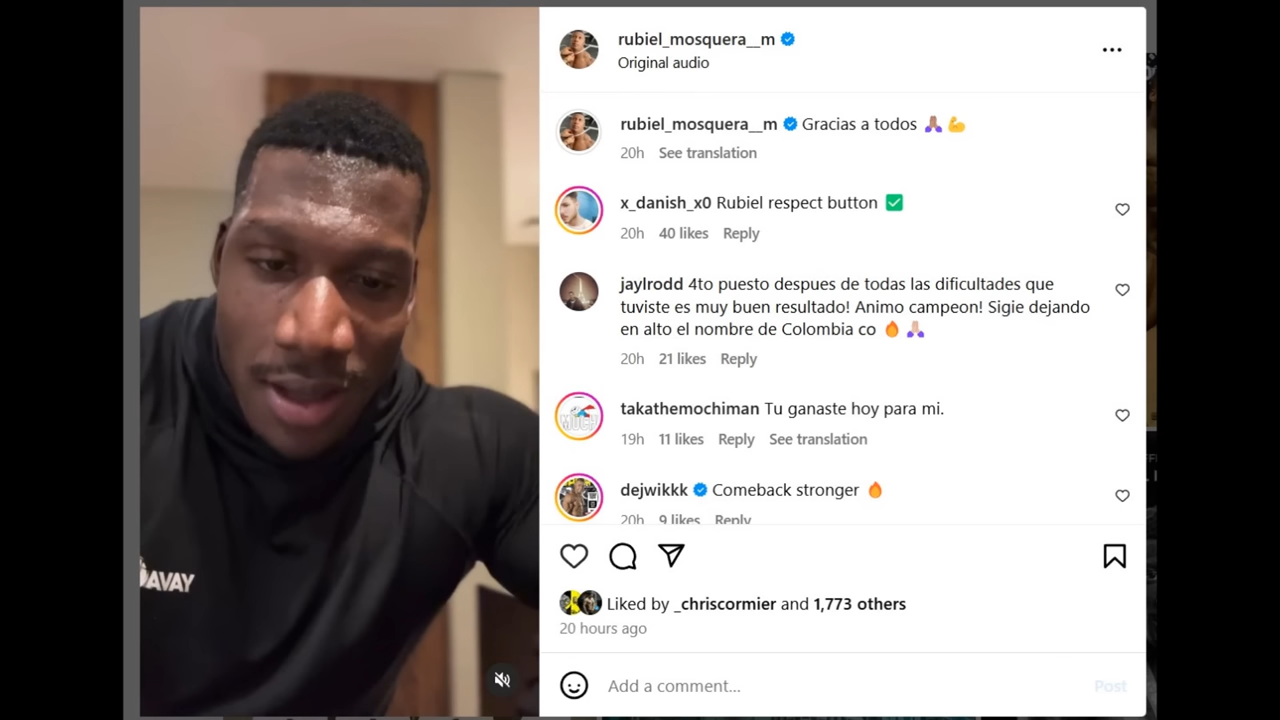 rubiel_mosquera__m
Original audio
rubiel_mosquera__m Gracias a todos 🙏🏽 💪
20h See translation
x_danish_x0 Rubiel respect button ✅
20h 40 likes Reply
jaylrodd 4to puesto despues de todas las dificultades que
tuviste es muy buen resultado! Animo campeon! Sigie dejando
en alto el nombre de Colombia co 🔥 🙏🏼
20h 21 likes Reply
takathemochiman Tu ganaste hoy para mi.
19h 11 likes Reply See translation
dejwikkk Comeback stronger 🔥
20h 9 likes Reply
Liked by _chriscormier and 1,773 others
20 hours ago
Add a comment...
Post
AVAY